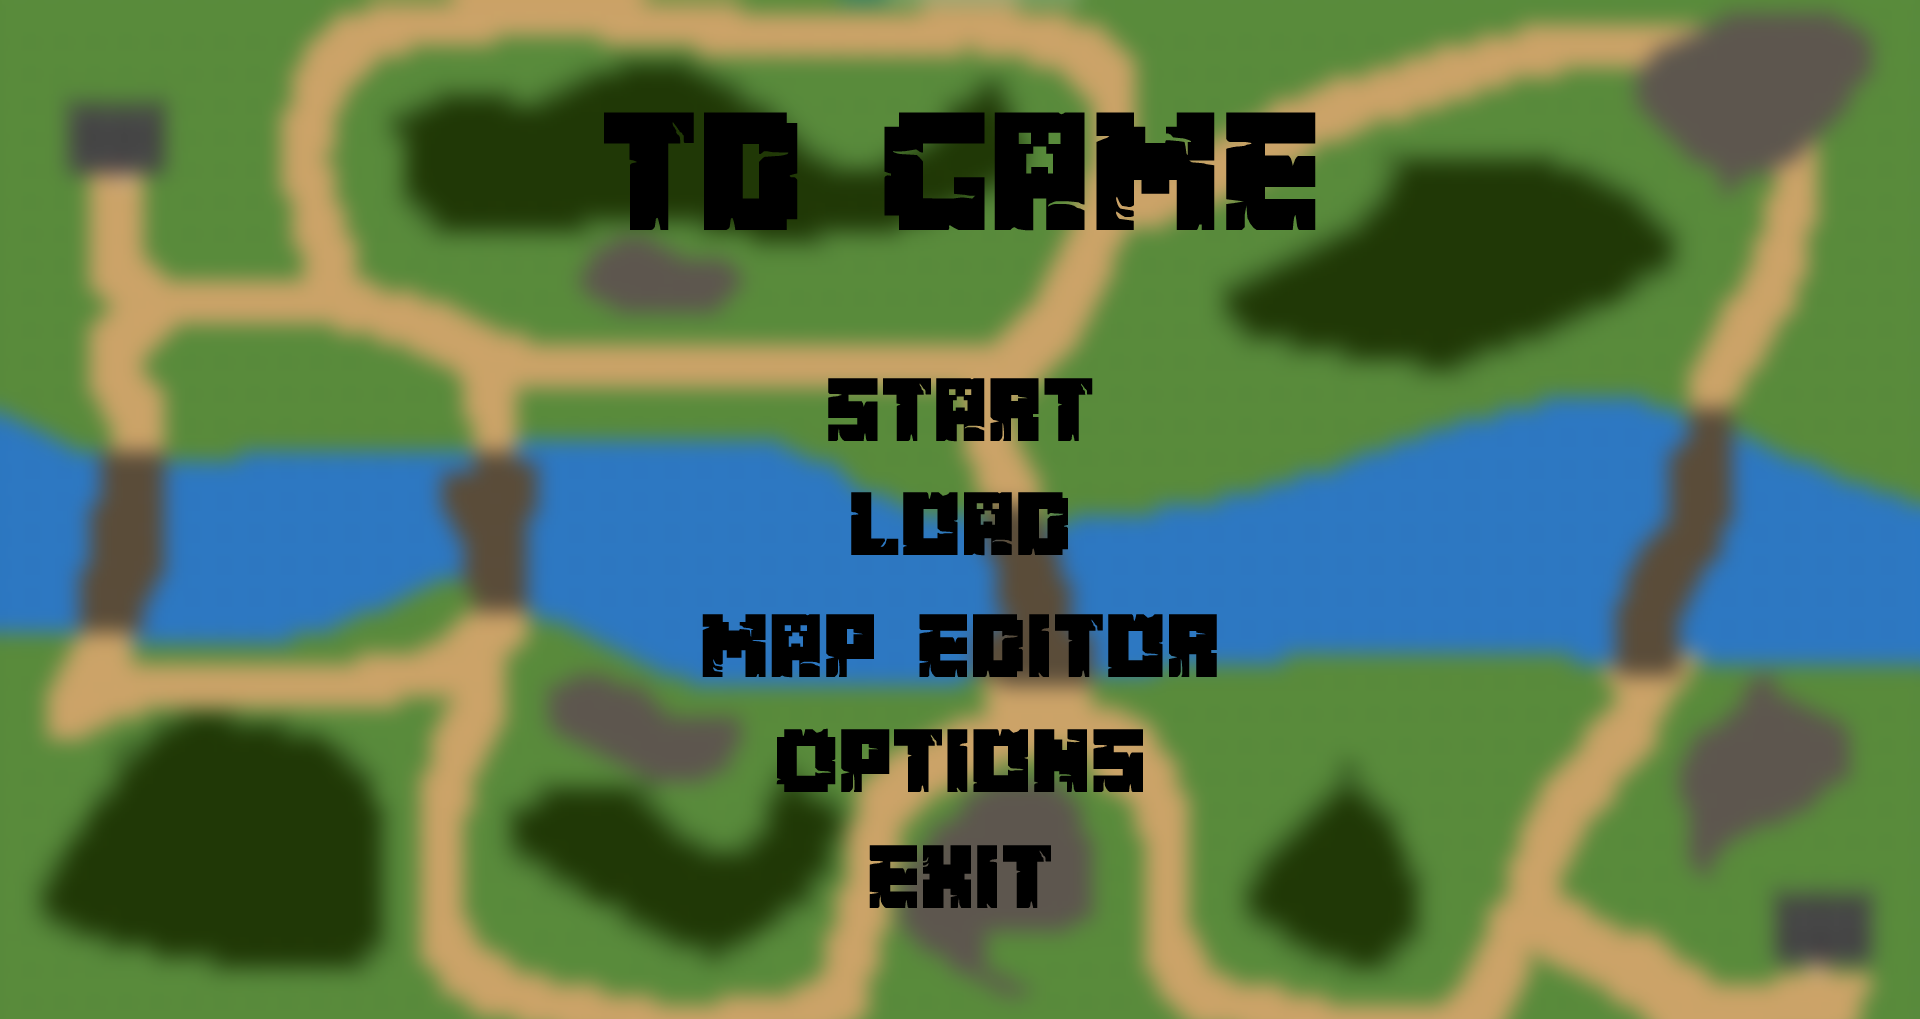 TD GAME
START
LOAD
MAP EDITOR
OPTIONS
EXIT